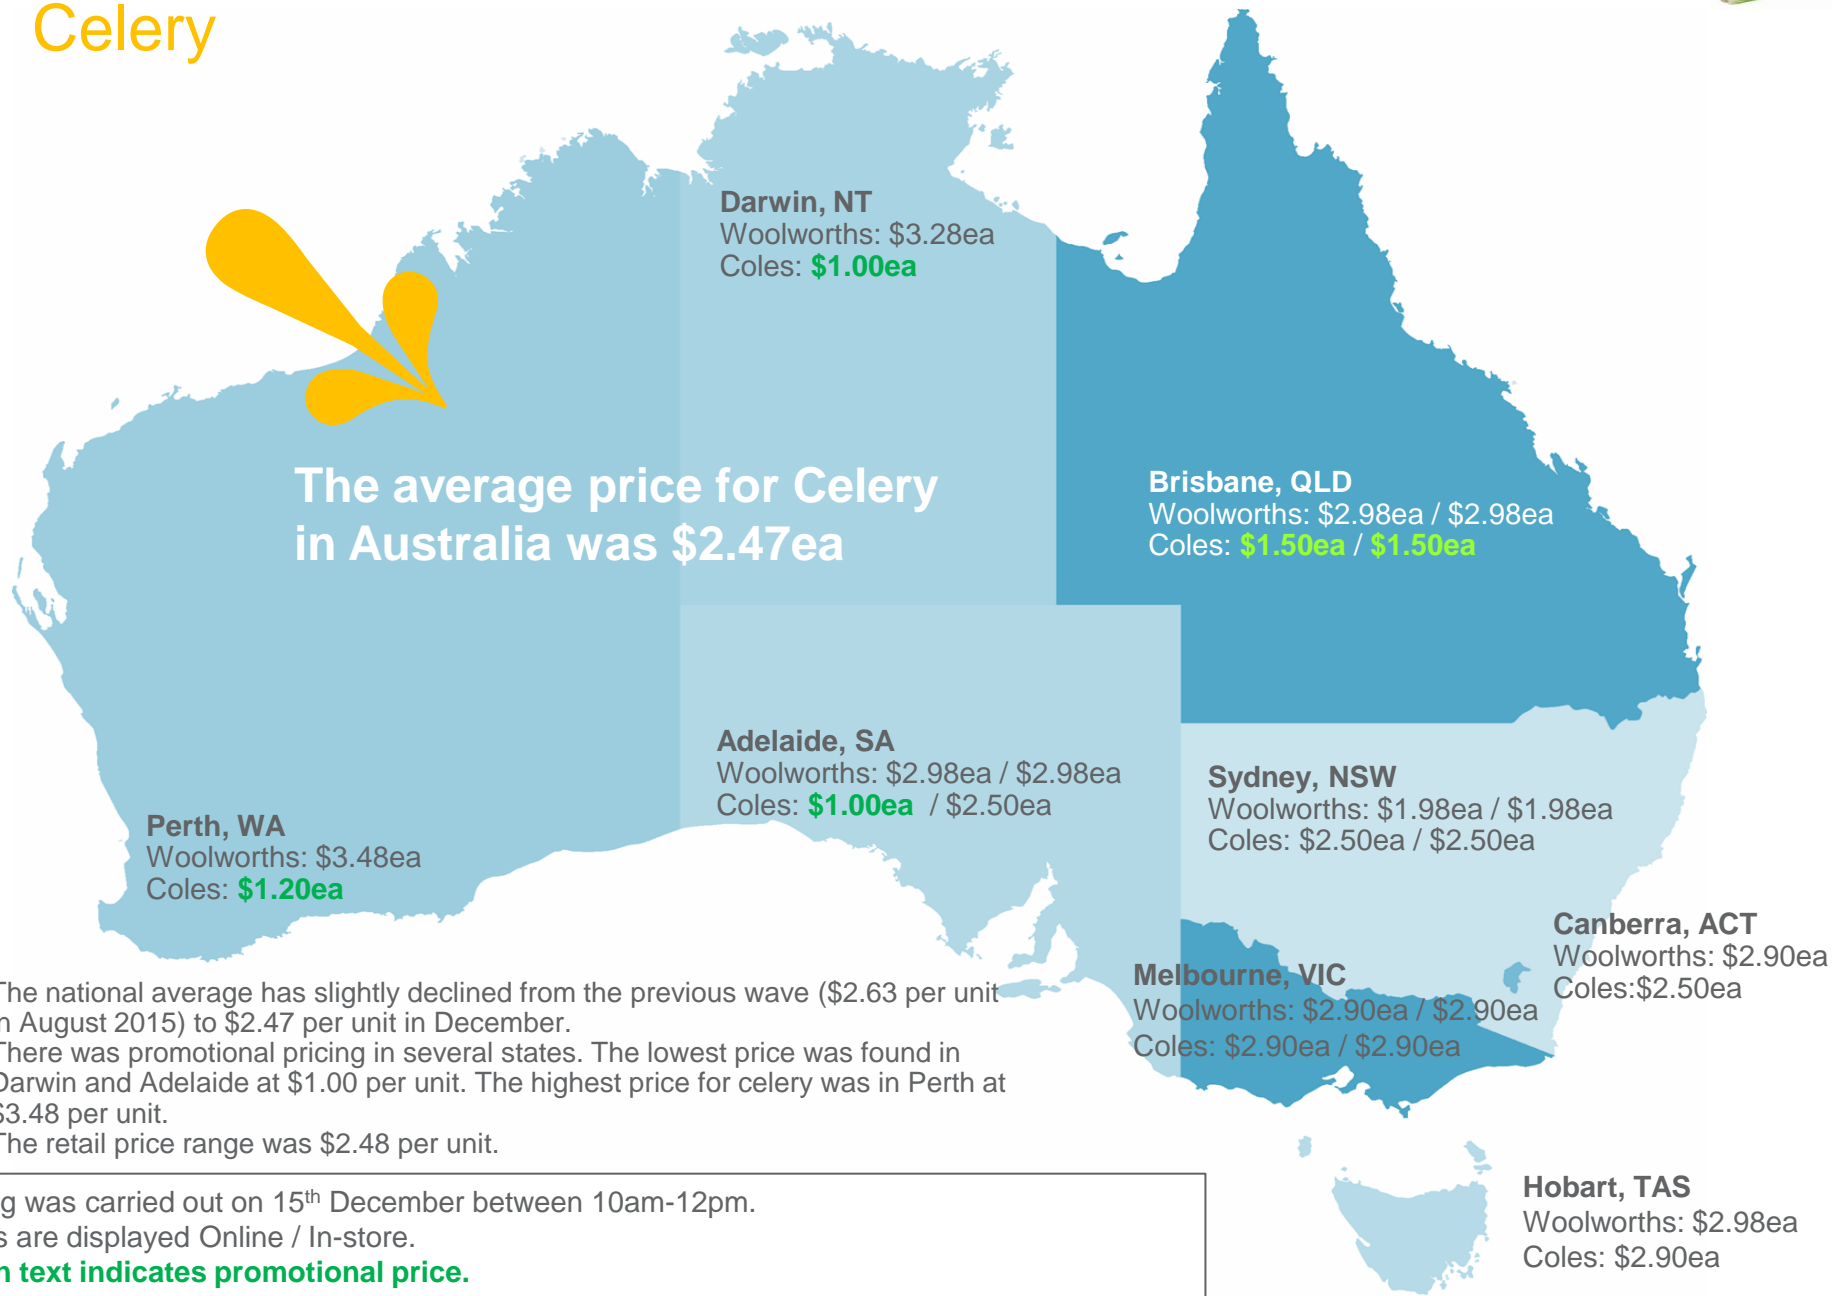 Celery
Darwin, NT
Woolworths: $3.28ea
Coles: $1.00ea
The average price for Celery
in Australia was $2.47ea
Brisbane, QLD
Woolworths: $2.98ea / $2.98ea
Coles: $1.50ea / $1.50ea
Adelaide, SA
Woolworths: $2.98ea / $2.98ea
Coles: $1.00ea / $2.50ea
Sydney, NSW
Woolworths: $1.98ea / $1.98ea
Coles: $2.50ea / $2.50ea
Perth, WA
Woolworths: $3.48ea
Coles: $1.20ea
Canberra, ACT
Woolworths: $2.90ea
Coles:$2.50ea
Melbourne, VIC
Woolworths: $2.90ea / $2.90ea
Coles: $2.90ea / $2.90ea
The national average has slightly declined from the previous wave ($2.63 per unit
n August 2015) to $2.47 per unit in December.
There was promotional pricing in several states. The lowest price was found in
Darwin and Adelaide at $1.00 per unit. The highest price for celery was in Perth at
$3.48 per unit.
The retail price range was $2.48 per unit.
g was carried out on 15th December between 10am-12pm.
s are displayed Online / In-store.
n text indicates promotional price.
Hobart, TAS
Woolworths: $2.98ea
Coles: $2.90ea